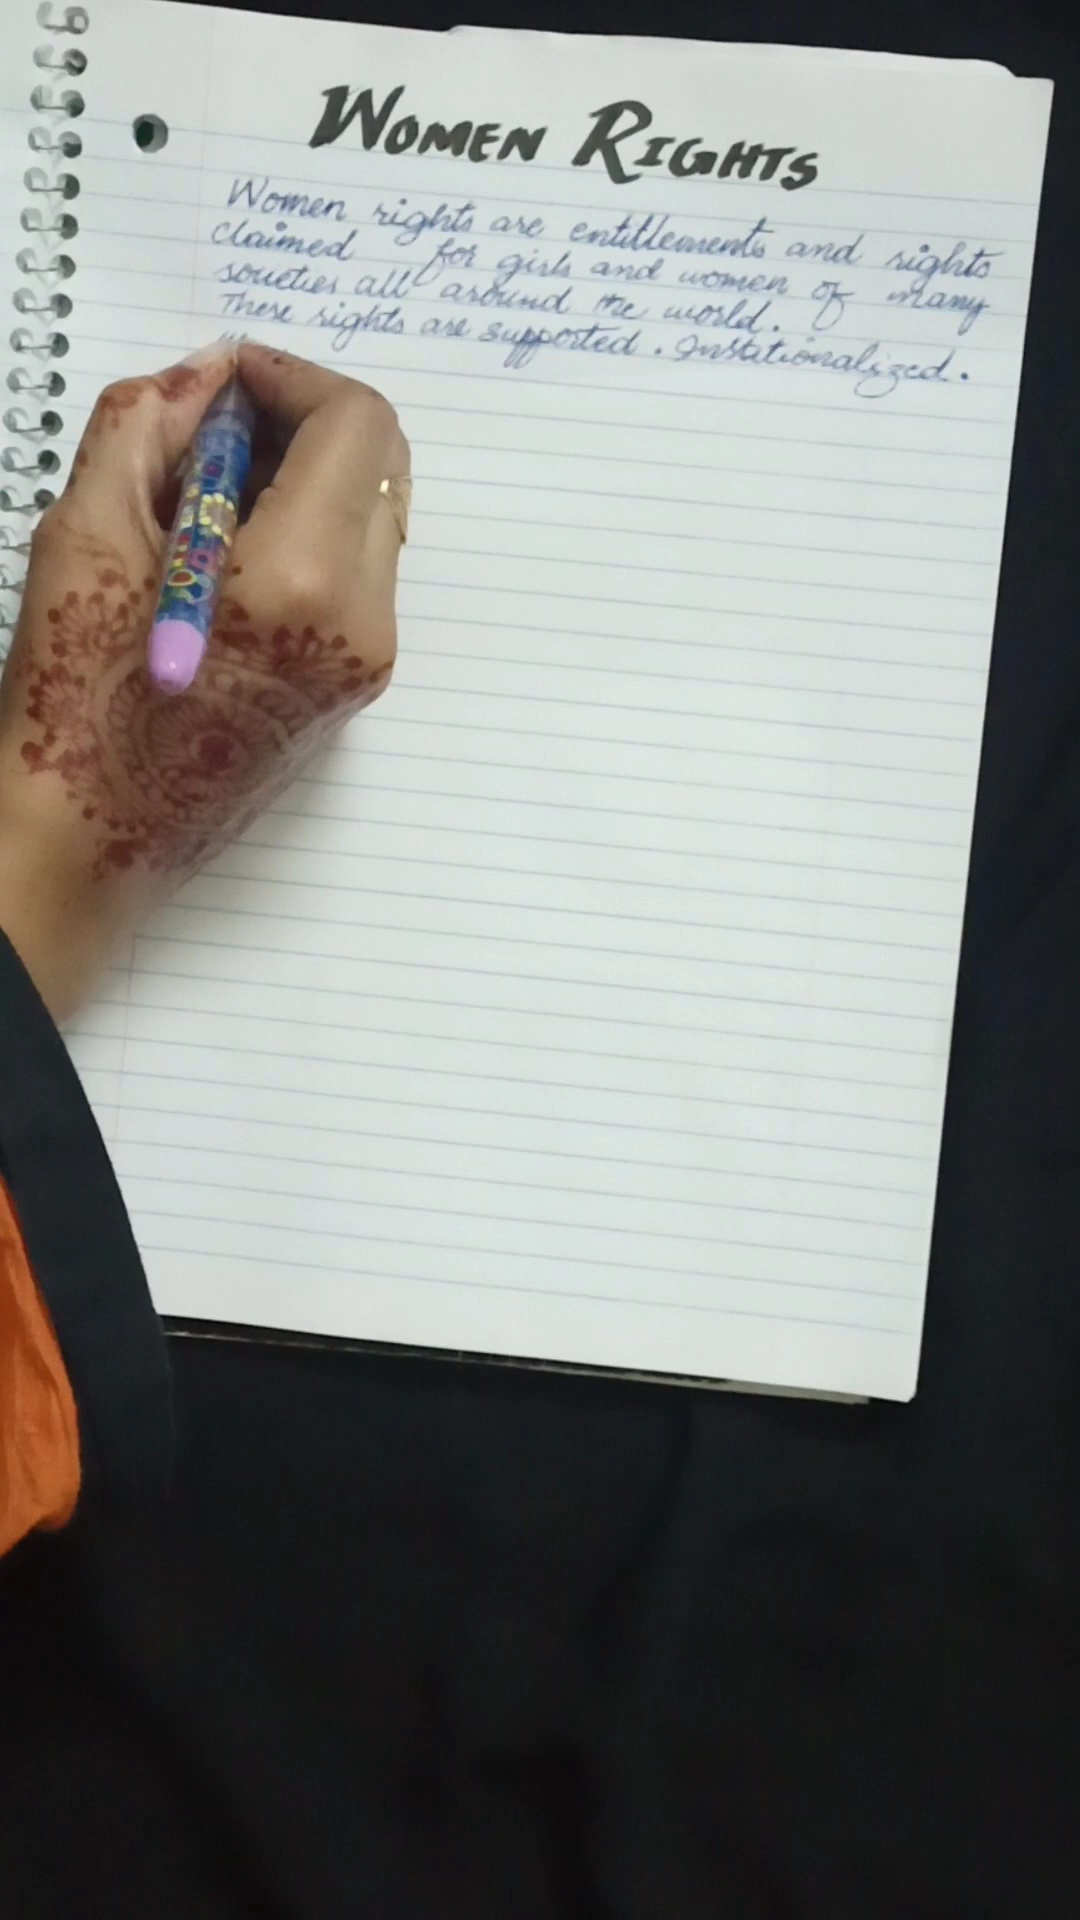 WOMEN RIGHTS
Women rights are entitlements and rights
claimed for girls and women of many
societies all around the world.
These rights are supported. Instationalized.